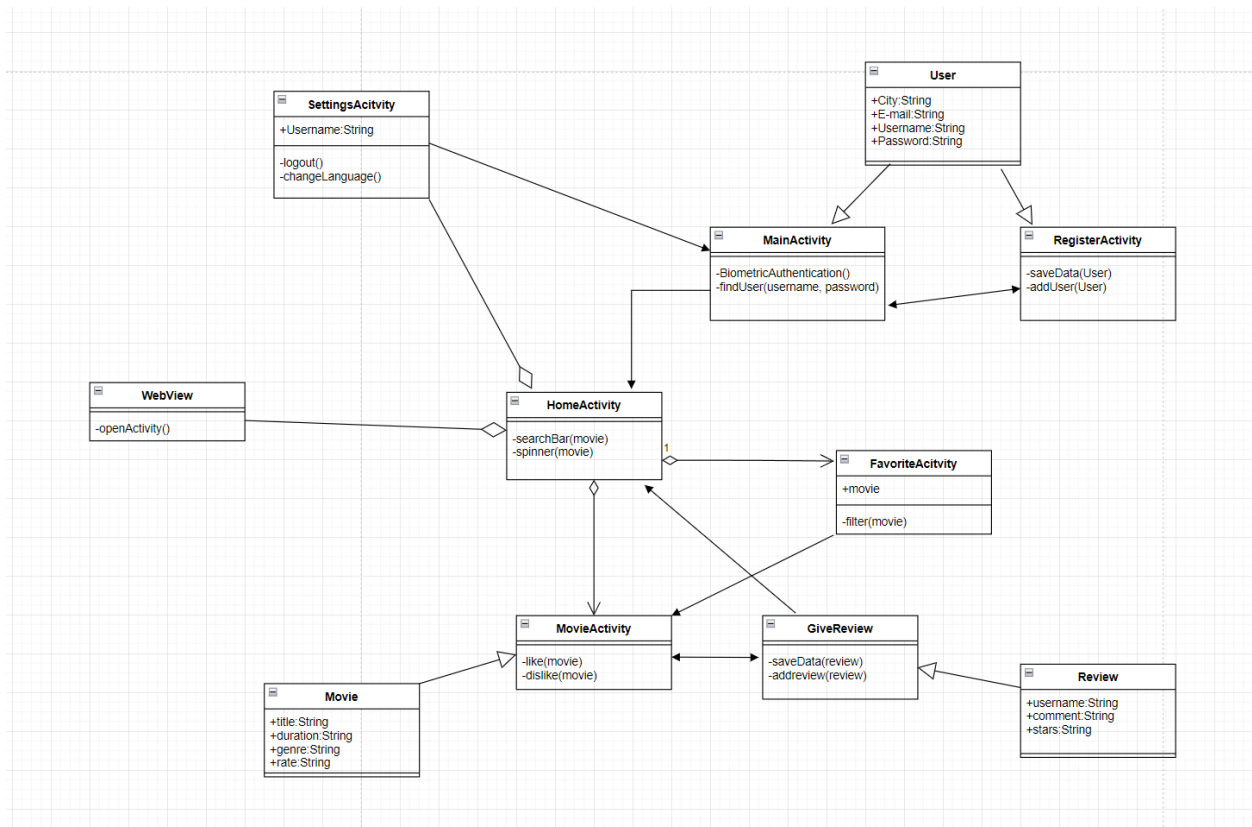 User
+City:String
+E-mail:String
+Username:String
+Password:String
SettingsAcitvity
+Username:String
-logout()
-changeLanguage()
MainActivity
-BiometricAuthentication()
-findUser(username, password)
RegisterActivity
-saveData(User)
-addUser(User)
WebView
-openActivity()
HomeActivity
-searchBar(movie)
-spinner(movie)
1
FavoriteAcitvity
+movie
-filter(movie)
MovieActivity
-like(movie)
-dislike(movie)
GiveReview
-saveData(review)
-addreview(review)
Movie
+title:String
+duration:String
+genre:String
+rate:String
Review
+username:String
+comment:String
+stars:String